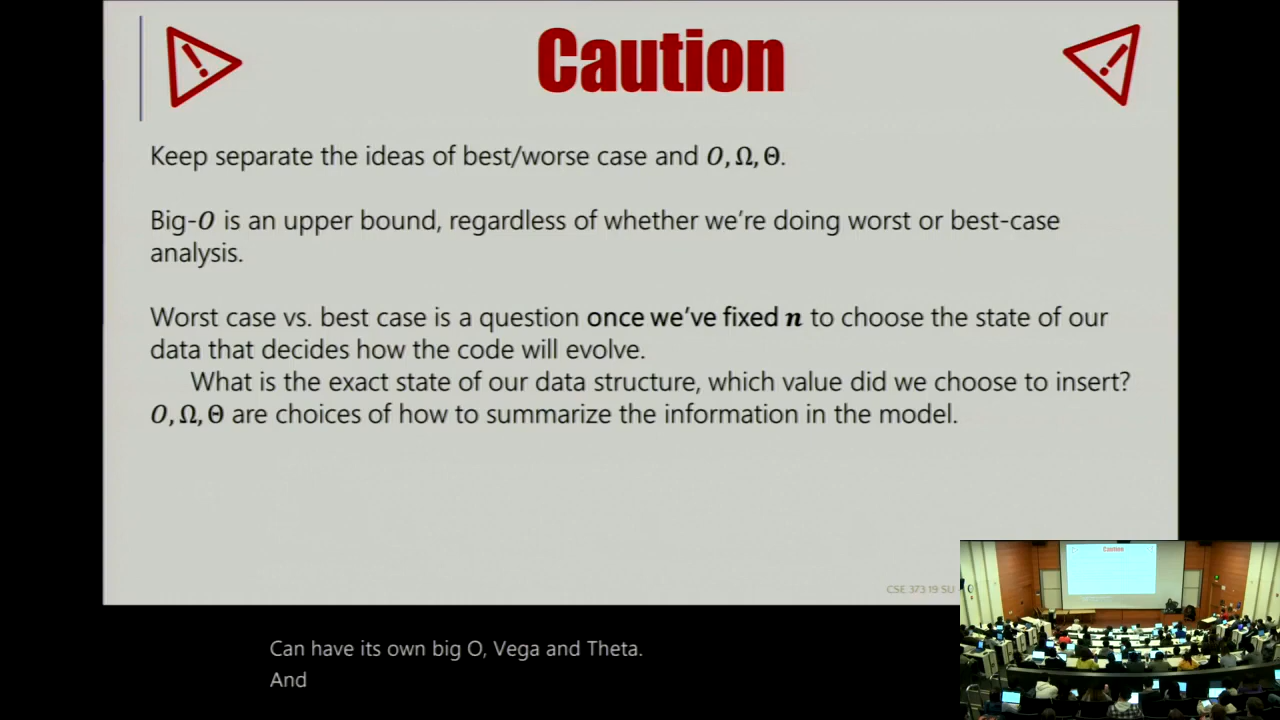 Caution
Keep separate the ideas of best/worse case and O, Ω, Θ.
Big-O is an upper bound, regardless of whether we're doing worst or best-case
analysis.
Worst case vs. best case is a question once we've fixed n to choose the state of our
data that decides how the code will evolve.
What is the exact state of our data structure, which value did we choose to insert?
O, Ω, Θ are choices of how to summarize the information in the model.
CSE 373 19 SU
Can have its own big O, Vega and Theta.
And
Caution